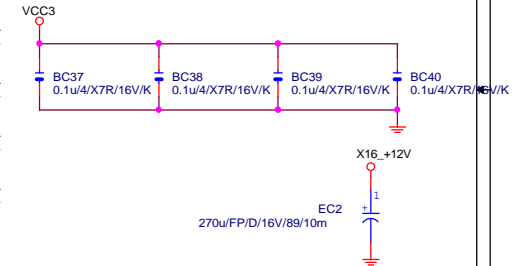 VCC3
BC37 BC38 BC39 BC40
0.1u/4/X7R/16V/K 0.1u/4/X7R/16V/K 0.1u/4/X7R/16V/K 0.1u/4/X7R/16V/K
X16_+12V
1
+
EC2
270u/FP/D/16V/89/10m